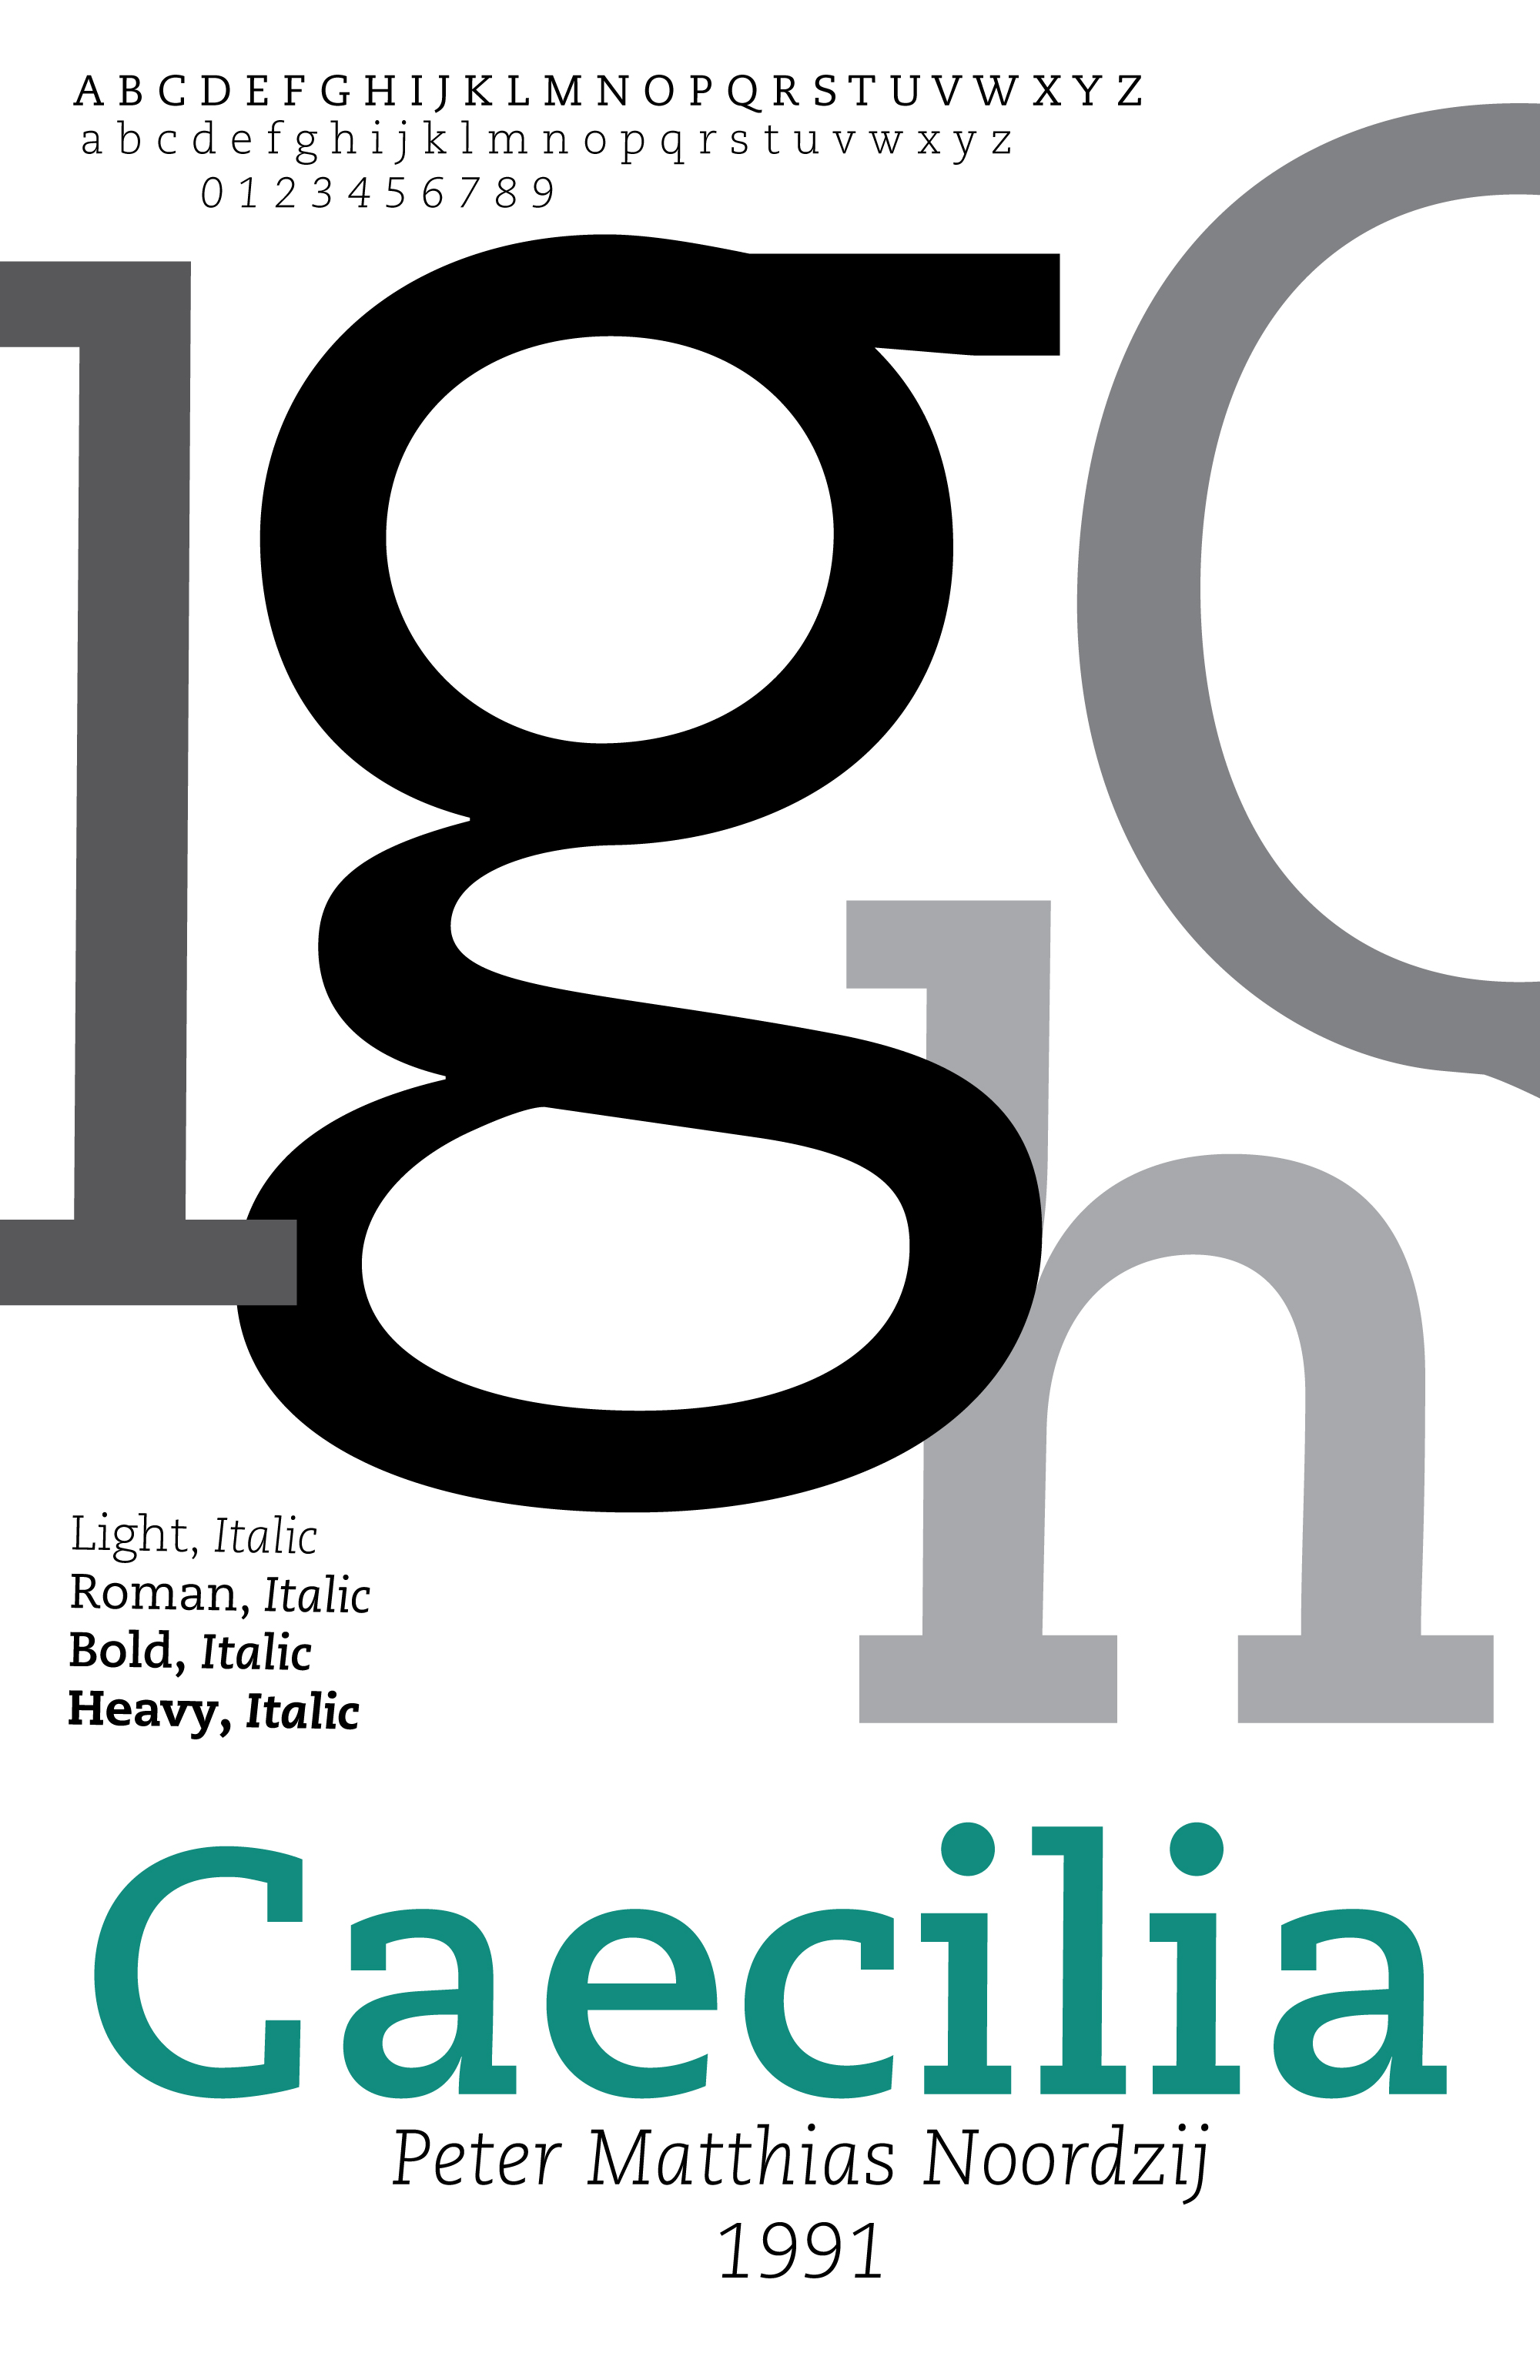 A B C D E F G H I J K L M N O P Q R S T U V W X Y Z
a b c d e f g h i j k l m n o p q r s t u v w x y z
0 1 2 3 4 5 6 7 8 9
l g Q
h
Light, Italic
Roman, Italic
Bold, Italic
Heavy, Italic
Caecilia
Peter Matthias Noordzij
1991